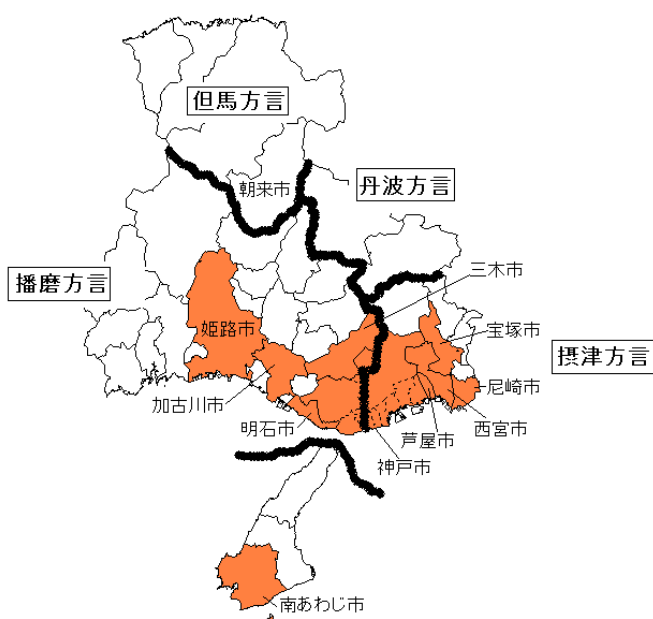 但馬方言
朝来市
丹波方言
三木市
播磨方言
姫路市
宝塚市
摂津方言
尼崎市
加古川市
明石市
西宮市
芦屋市
神戸市
南あわじ市